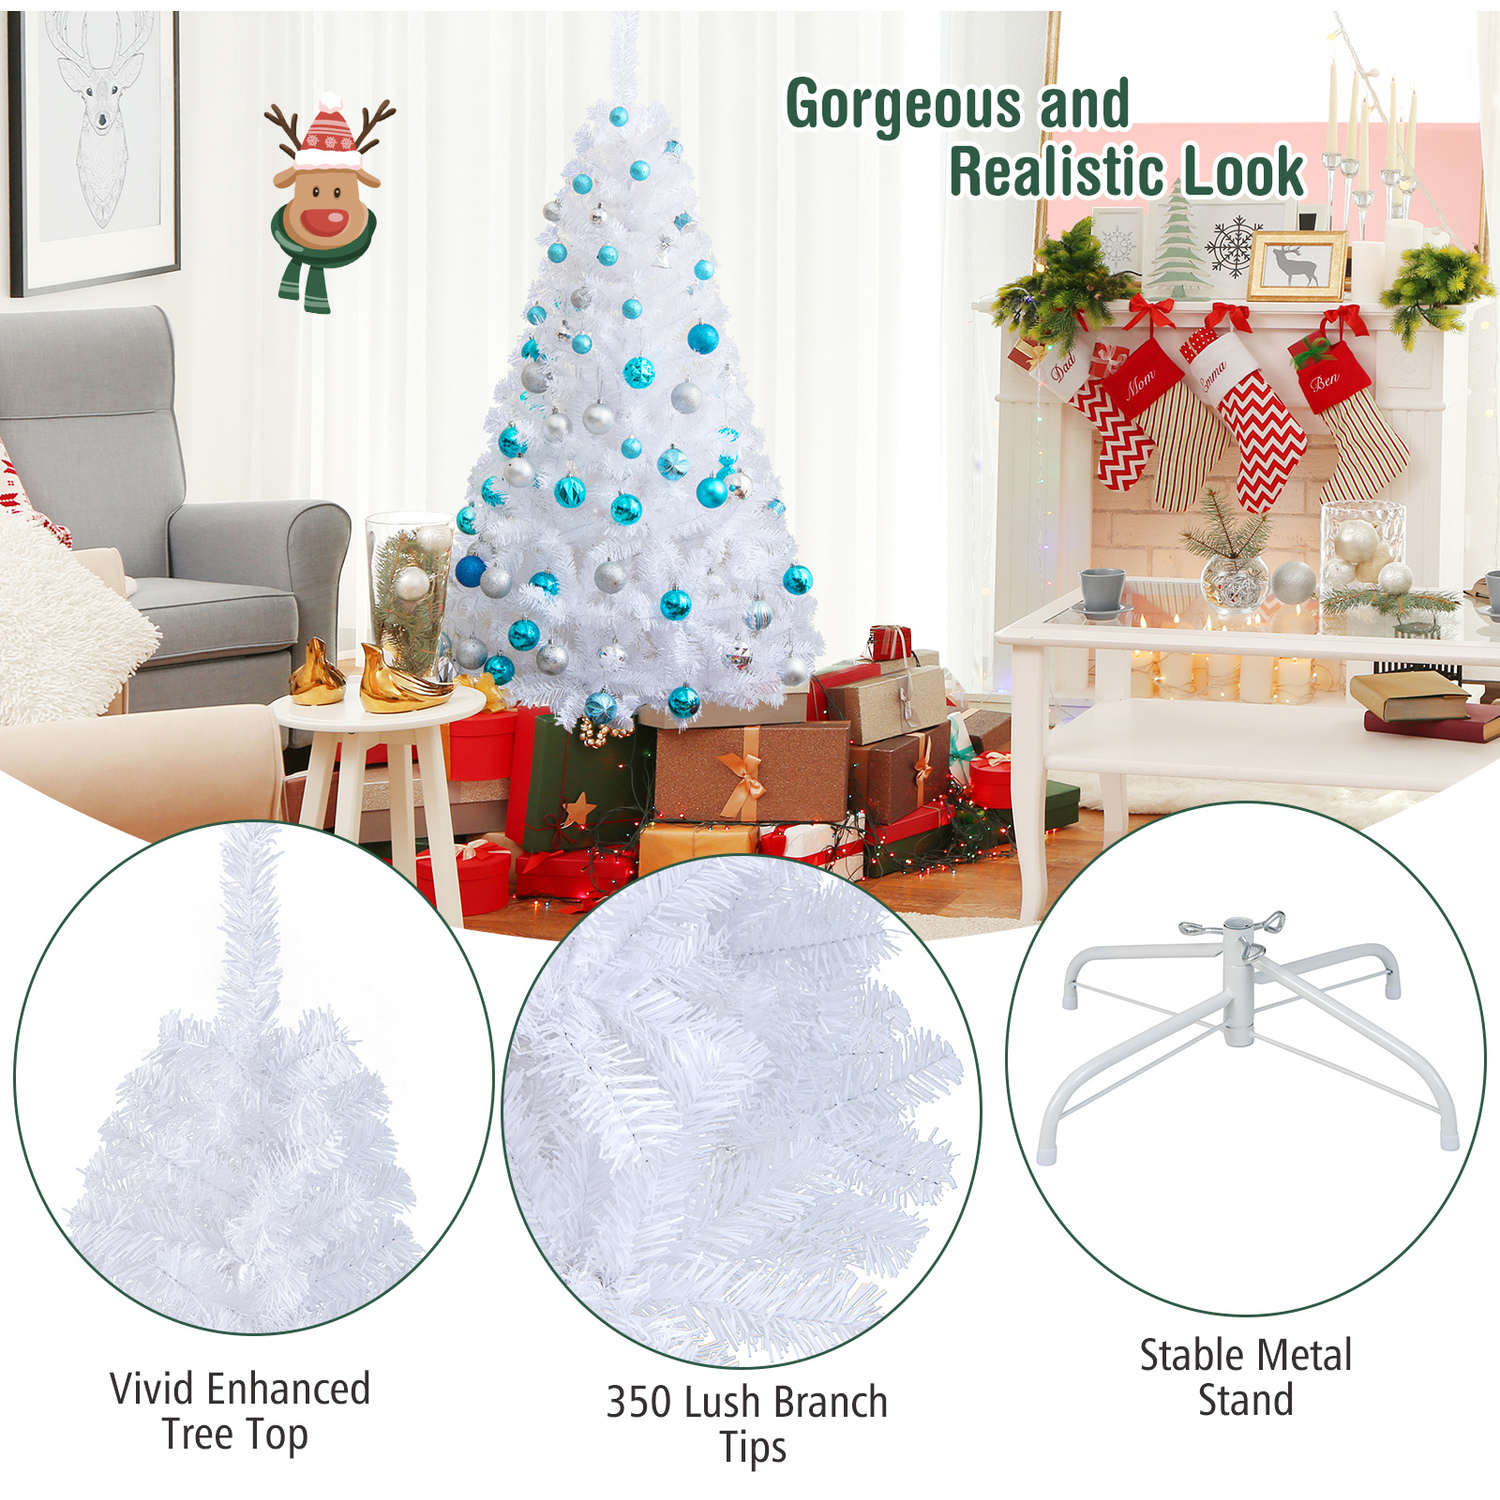 Gorgeous and
Realistic Look
Dad
Mom
Emma
Ben
Vivid Enhanced
Tree Top
350 Lush Branch
Tips
Stable Metal
Stand